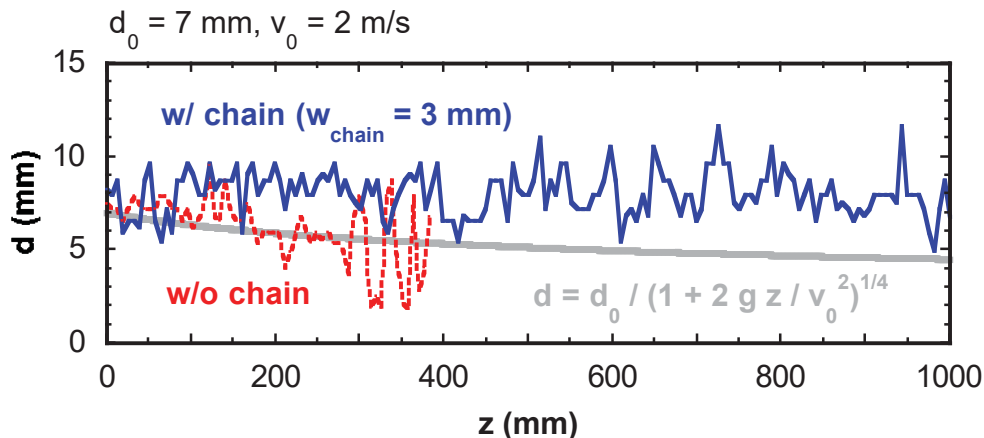 d₀ = 7 mm, v₀ = 2 m/s
15
10
5
0
d (mm)
w/ chain (w_chain = 3 mm)
w/o chain
d = d₀ / (1 + 2 g z / v₀²)^1/4
0 200 400 600 800 1000
z (mm)